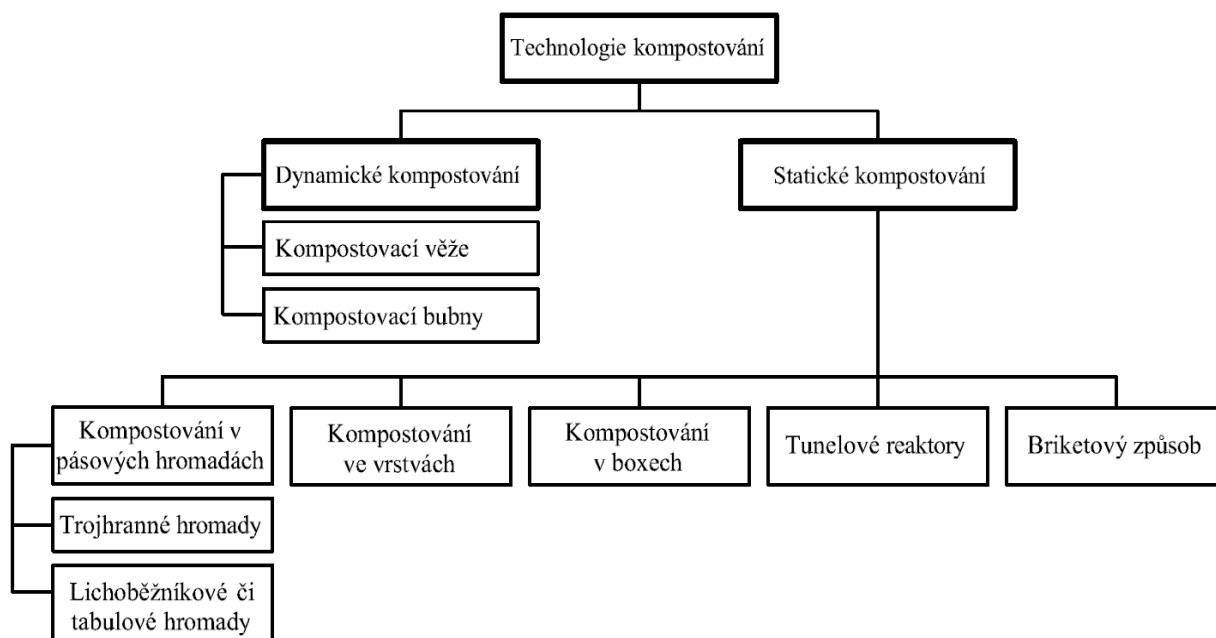 Technologie kompostování
Dynamické kompostování
Statické kompostování
Kompostovací věže
Kompostovací bubny
Kompostování v
pásových hromadách
Kompostování
ve vrstvách
Kompostování
v boxech
Tunelové reaktory
Briketový způsob
Trojhranné hromady
Lichoběžníkové či
tabulové hromady